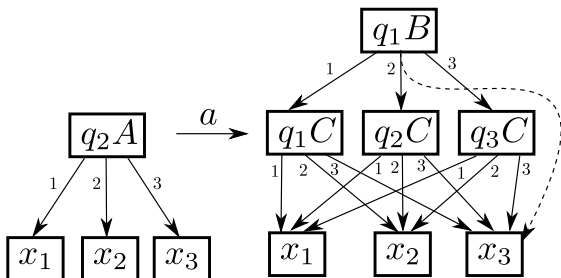 q₁B
1 2 3
a
q₂A q₁C q₂C q₃C
1 2 3 1 2 3 1 2 3 1 2 3
x₁ x₂ x₃ x₁ x₂ x₃